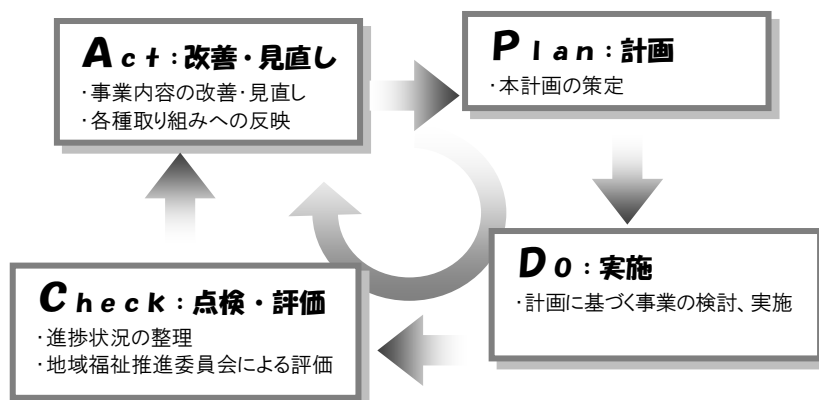 Act：改善・見直し
・事業内容の改善・見直し
・各種取り組みへの反映
Plan：計画
・本計画の策定
Do：実施
・計画に基づく事業の検討、実施
Check：点検・評価
・進捗状況の整理
・地域福祉推進委員会による評価